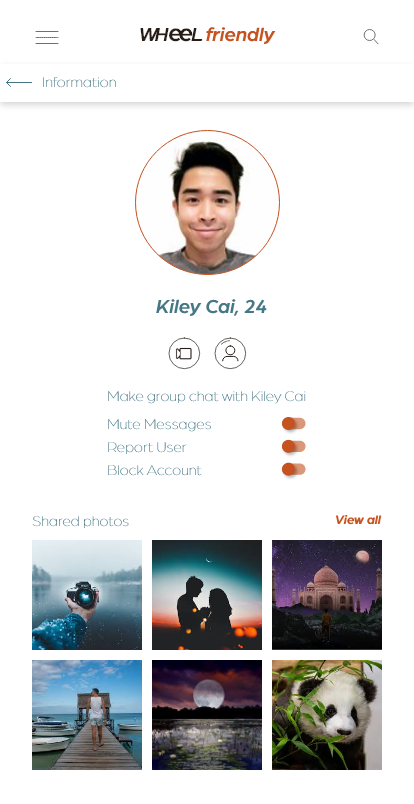 WHEEL friendly
Information
Kiley Cai, 24
Make group chat with Kiley Cai
Mute Messages
Report User
Block Account
Shared photos
View all